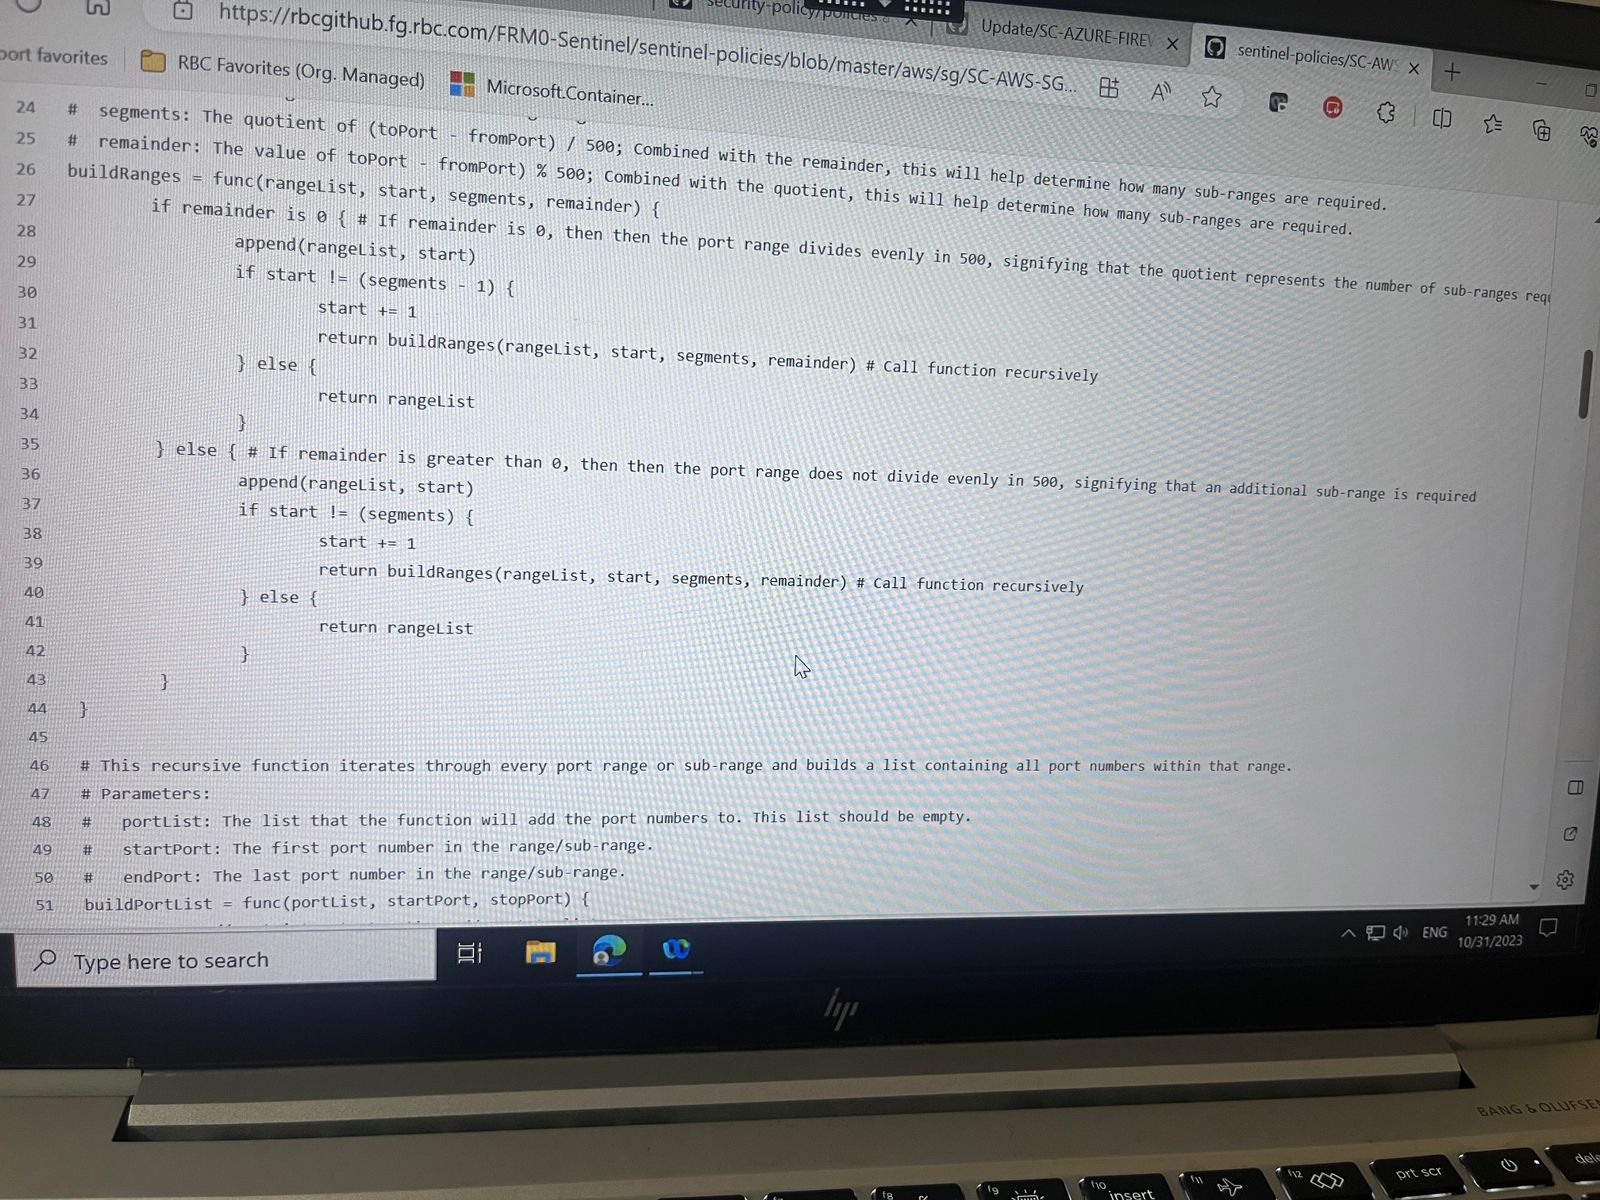 security-policy/policies
Update/SC-AZURE-FIREW
sentinel-policies/SC-AWS
https://rbcgithub.fg.rbc.com/FRM0-Sentinel/sentinel-policies/blob/master/aws/sg/SC-AWS-SG...
port favorites
RBC Favorites (Org. Managed)
Microsoft.Container...
24 # segments: The quotient of (toPort - fromPort) / 500; Combined with the remainder, this will help determine how many sub-ranges are required.
25 # remainder: The value of toPort - fromPort) % 500; Combined with the quotient, this will help determine how many sub-ranges are required.
26 buildRanges = func(rangeList, start, segments, remainder) {
27 if remainder is 0 { # If remainder is 0, then then the port range divides evenly in 500, signifying that the quotient represents the number of sub-ranges requ
28 append(rangeList, start)
29 if start != (segments - 1) {
30 start += 1
31 return buildRanges(rangeList, start, segments, remainder) # Call function recursively
32 } else {
33 return rangeList
34 }
35 } else { # If remainder is greater than 0, then then the port range does not divide evenly in 500, signifying that an additional sub-range is required
36 append(rangeList, start)
37 if start != (segments) {
38 start += 1
39 return buildRanges(rangeList, start, segments, remainder) # Call function recursively
40 } else {
41 return rangeList
42 }
43 }
44 }
45
46 # This recursive function iterates through every port range or sub-range and builds a list containing all port numbers within that range.
47 # Parameters:
48 # portList: The list that the function will add the port numbers to. This list should be empty.
49 # startPort: The first port number in the range/sub-range.
50 # endPort: The last port number in the range/sub-range.
51 buildPortList = func(portList, startPort, stopPort) {
Type here to search
ENG
11:29 AM
10/31/2023
hp
BANG & OLUFSEN
f8
f9
f10
insert
f11
f12
prt scr
dele